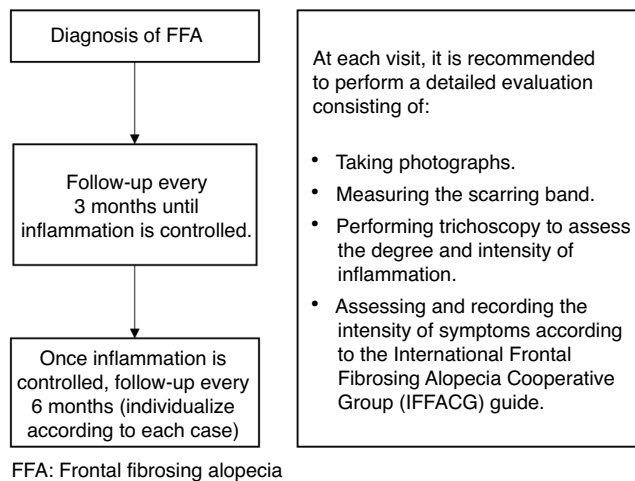 Diagnosis of FFA
Follow-up every
3 months until
inflammation is controlled.
Once inflammation is
controlled, follow-up every
6 months (individualize
according to each case)
At each visit, it is recommended
to perform a detailed evaluation
consisting of:
• Taking photographs.
• Measuring the scarring band.
• Performing trichoscopy to assess
the degree and intensity of
inflammation.
• Assessing and recording the
intensity of symptoms according
to the International Frontal
Fibrosing Alopecia Cooperative
Group (IFFACG) guide.
FFA: Frontal fibrosing alopecia